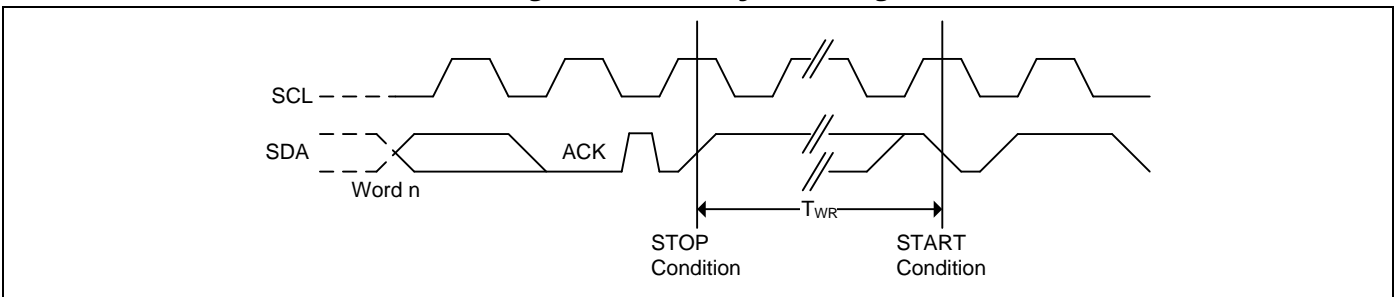 SCL
SDA
ACK
Word n
TWR
STOP
Condition
START
Condition